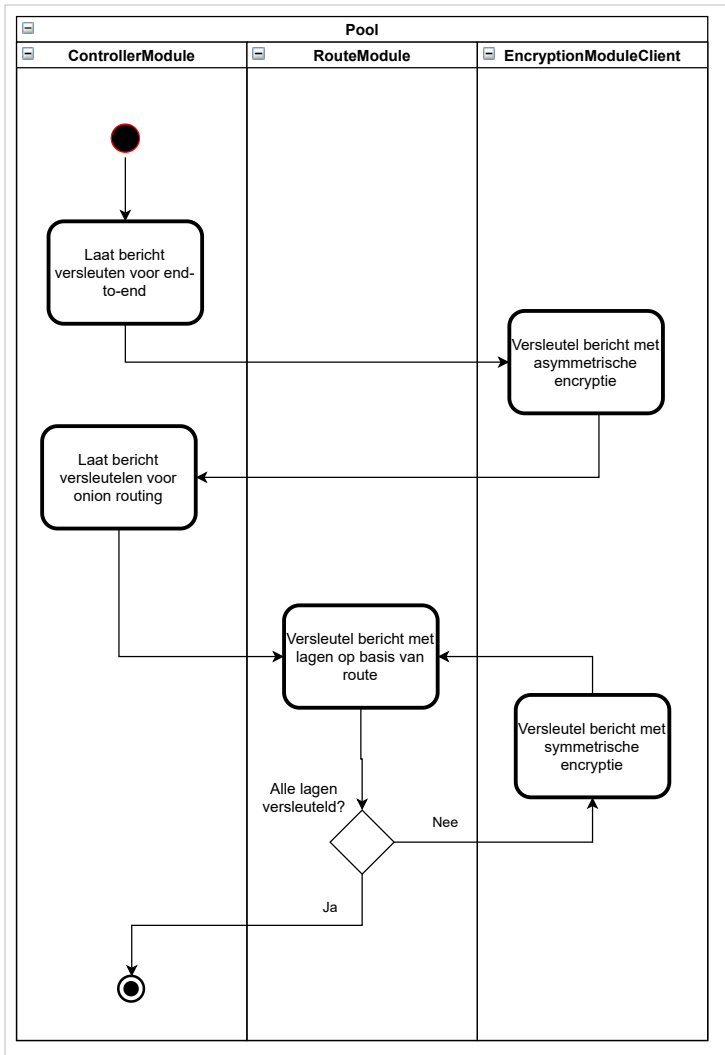 Pool
ControllerModule
RouteModule
EncryptionModuleClient
Laat bericht
versleuten voor end-
to-end
Versleutel bericht met
asymmetrische
encryptie
Laat bericht
versleutelen voor
onion routing
Versleutel bericht met
lagen op basis van
route
Versleutel bericht met
symmetrische
encryptie
Alle lagen
versleuteld?
Nee
Ja